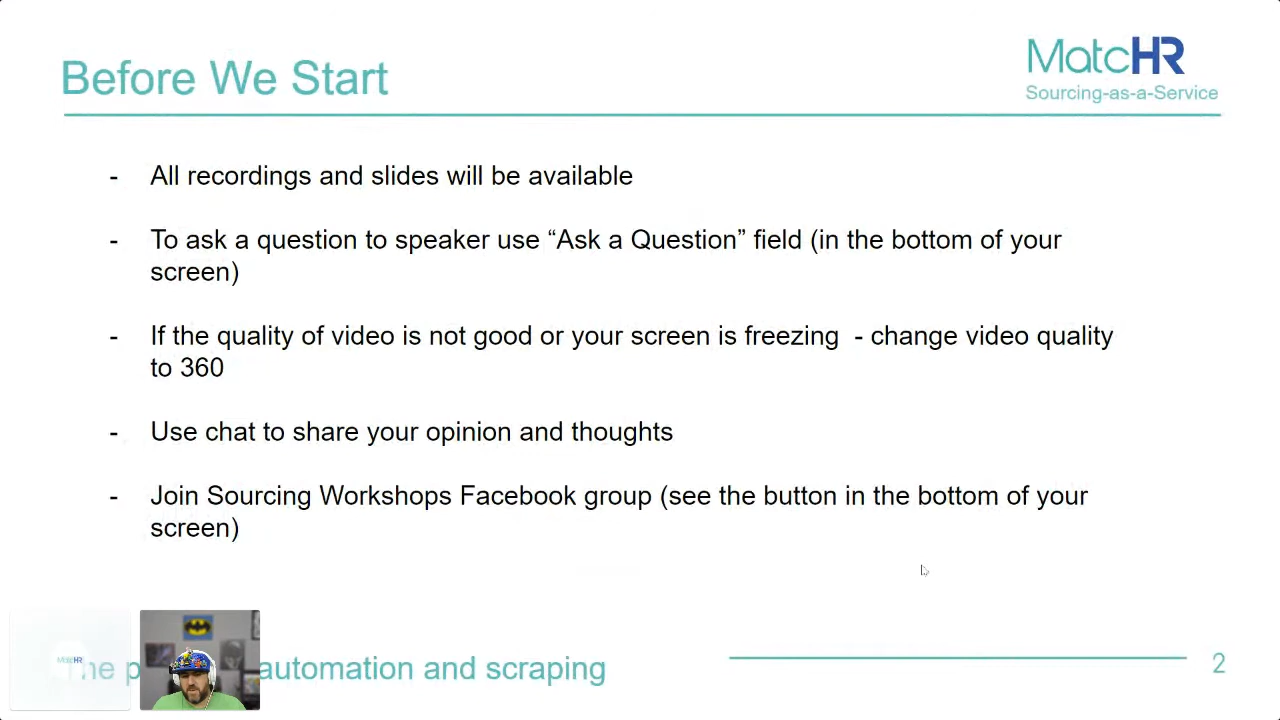 Before We Start
MatcHR
Sourcing-as-a-Service
- All recordings and slides will be available
- To ask a question to speaker use “Ask a Question” field (in the bottom of your
screen)
- If the quality of video is not good or your screen is freezing  - change video quality
to 360
- Use chat to share your opinion and thoughts
- Join Sourcing Workshops Facebook group (see the button in the bottom of your
screen)
MatcHR
automation and scraping
2